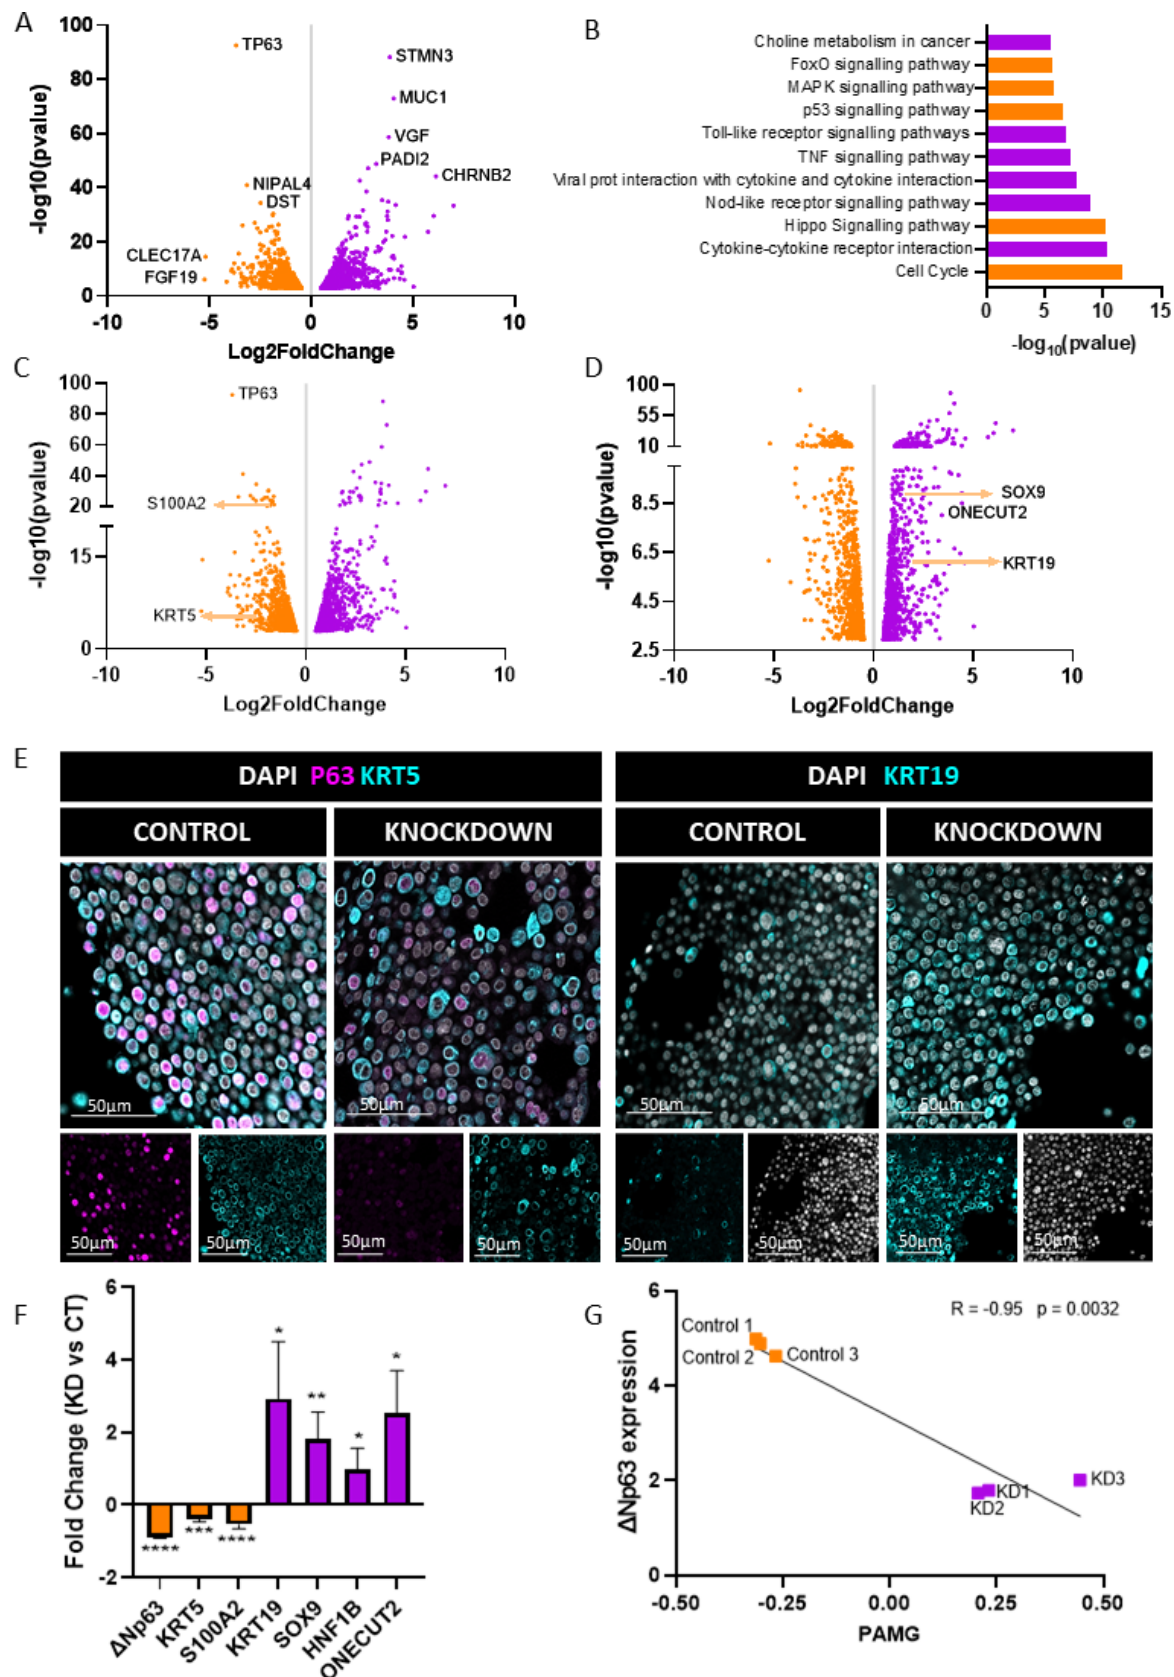 A
100
80
60
40
20
0
-log10(pvalue)
TP63
STMN3
MUC1
VGF
PADI2
CHRNB2
NIPAL4
DST
CLEC17A
FGF19
-10 -5 0 5 10
Log2FoldChange
B
Choline metabolism in cancer
FoxO signalling pathway
MAPK signalling pathway
p53 signalling pathway
Toll-like receptor signalling pathways
TNF signalling pathway
Viral prot interaction with cytokine and cytokine interaction
Nod-like receptor signalling pathway
Hippo Signalling pathway
Cytokine-cytokine receptor interaction
Cell Cycle
0 5 10 15
-log10(pvalue)
C
100
80
60
40
20
15
0
-log10(pvalue)
TP63
S100A2
KRT5
-10 -5 0 5 10
Log2FoldChange
D
100
55
10
8.5
6.5
4.5
2.5
-log10(pvalue)
SOX9
ONECUT2
KRT19
-10 -5 0 5 10
Log2FoldChange
E
DAPI P63 KRT5
DAPI KRT19
CONTROL
KNOCKDOWN
CONTROL
KNOCKDOWN
50µm
50µm
50µm
50µm
50µm
50µm
50µm
50µm
50µm
50µm
50µm
50µm
F
6
4
2
0
-2
Fold Change (KD vs CT)
**** *** **** * ** * *
ΔNp63
KRT5
S100A2
KRT19
SOX9
HNF1B
ONECUT2
G
6
4
2
0
ΔNp63 expression
R = -0.95 p = 0.0032
Control 1
Control 2
Control 3
KD1
KD2
KD3
-0.50 -0.25 0.00 0.25 0.50
PAMG